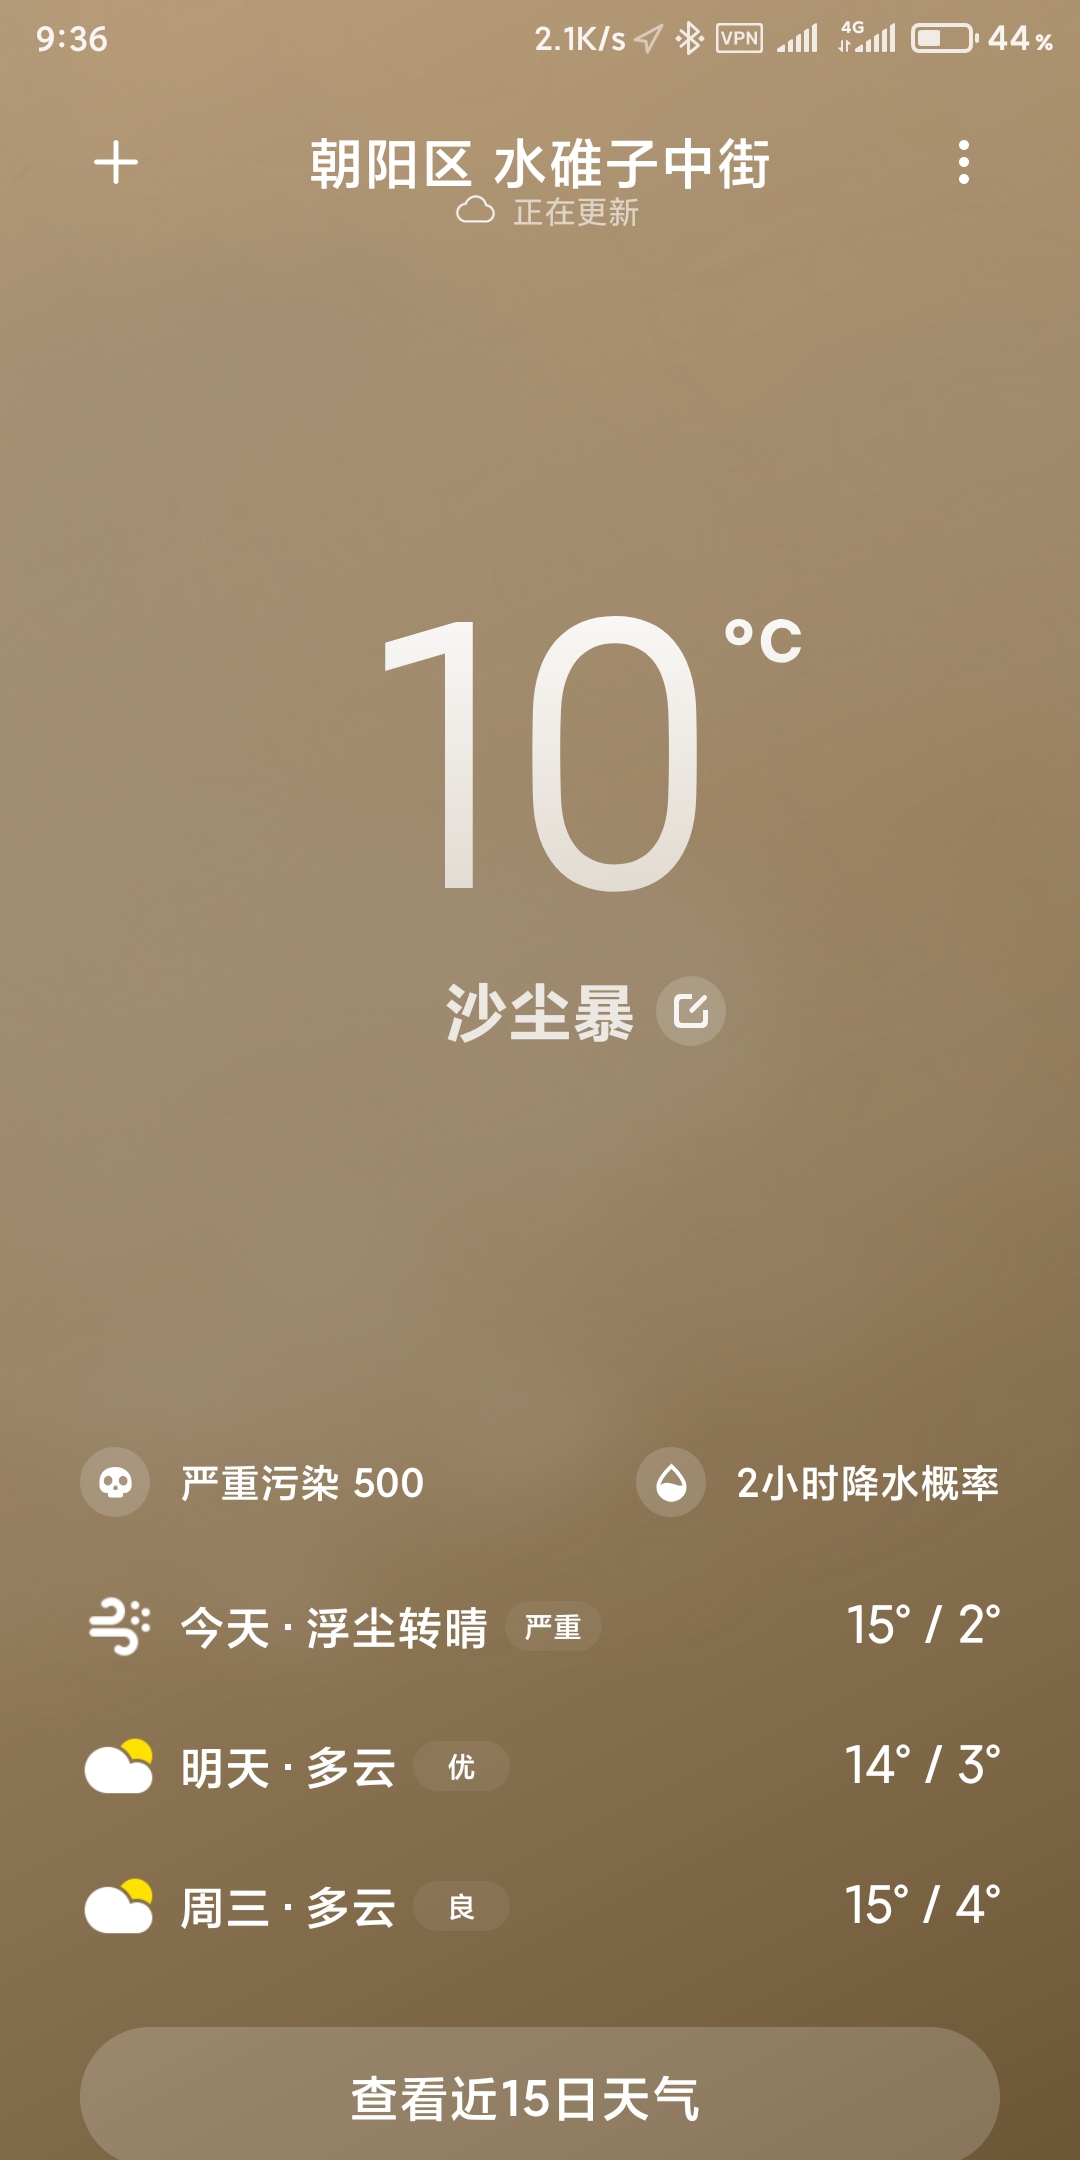 9:36 2.1K/s VPN 4G 44%
朝阳区 水碓子中街
正在更新
10°C
沙尘暴
严重污染 500 2小时降水概率
今天 · 浮尘转晴 严重 15° / 2°
明天 · 多云 优 14° / 3°
周三 · 多云 良 15° / 4°
查看近15日天气